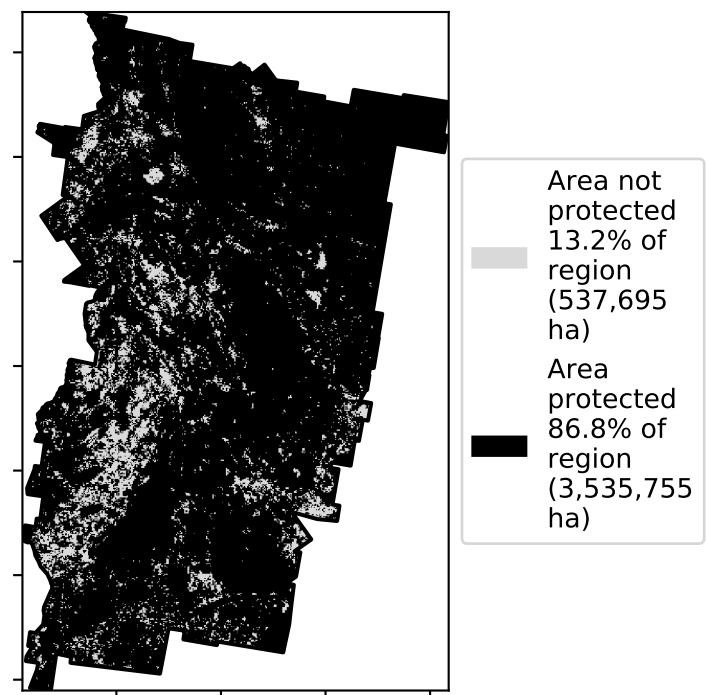 Area not
protected
13.2% of
region
(537,695
ha)
Area
protected
86.8% of
region
(3,535,755
ha)